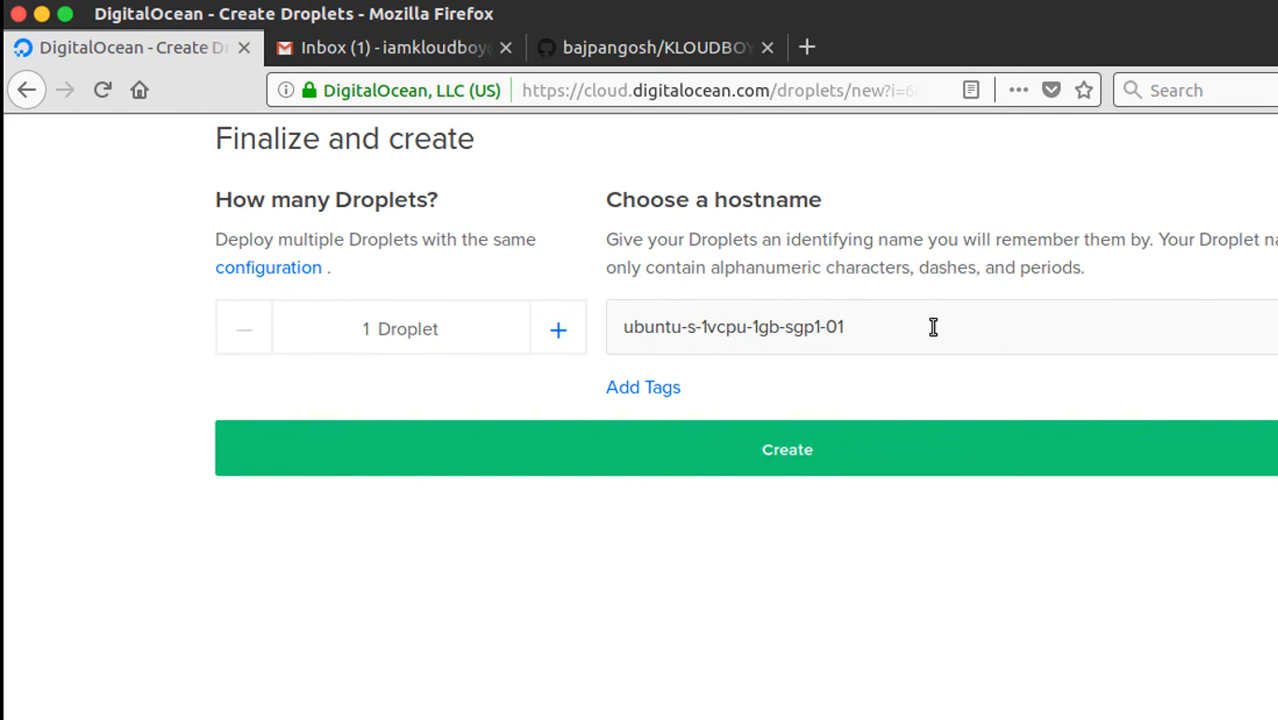 DigitalOcean - Create Droplets - Mozilla Firefox
DigitalOcean - Create Dr
Inbox (1) - iamkloudboy
bajpangosh/KLOUDBOY
DigitalOcean, LLC (US)
https://cloud.digitalocean.com/droplets/new?i=6
Search
Finalize and create
How many Droplets?
Deploy multiple Droplets with the same
configuration .
1 Droplet
Choose a hostname
Give your Droplets an identifying name you will remember them by. Your Droplet na
only contain alphanumeric characters, dashes, and periods.
ubuntu-s-1vcpu-1gb-sgp1-01
Add Tags
Create